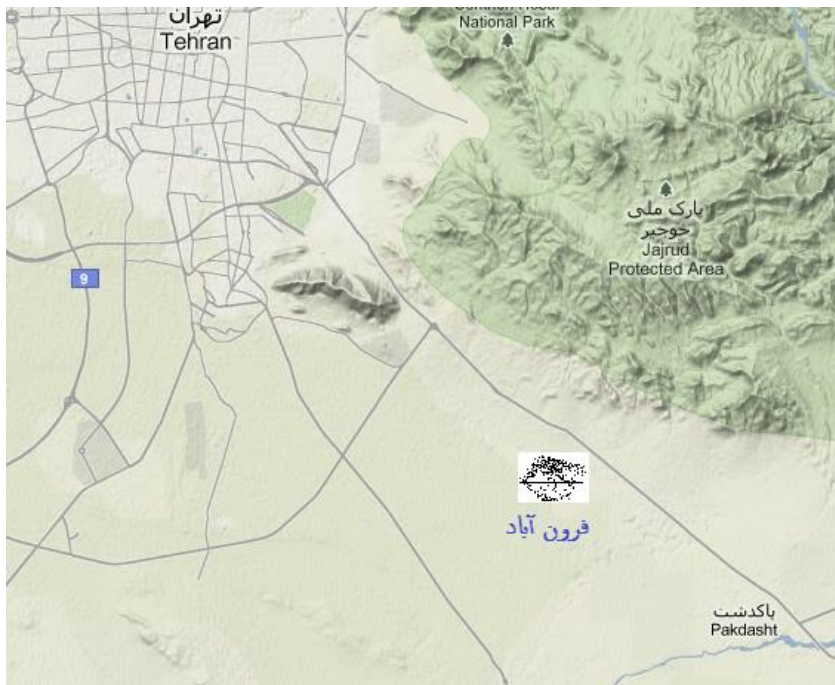 تهران
Tehran
National Park
پارک ملی
خوجیر
Jajrud
Protected Area
9
فرون آباد
پاکدشت
Pakdasht